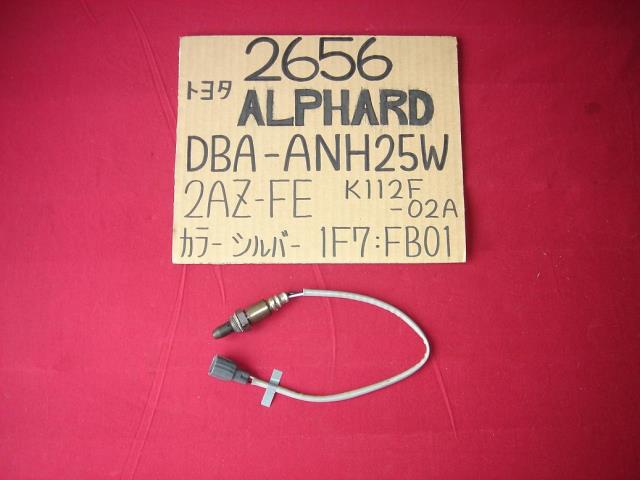 2656
トヨタ ALPHARD
DBA-ANH25W
2AZ-FE K112F
-02A
カラー シルバー 1F7:FB01